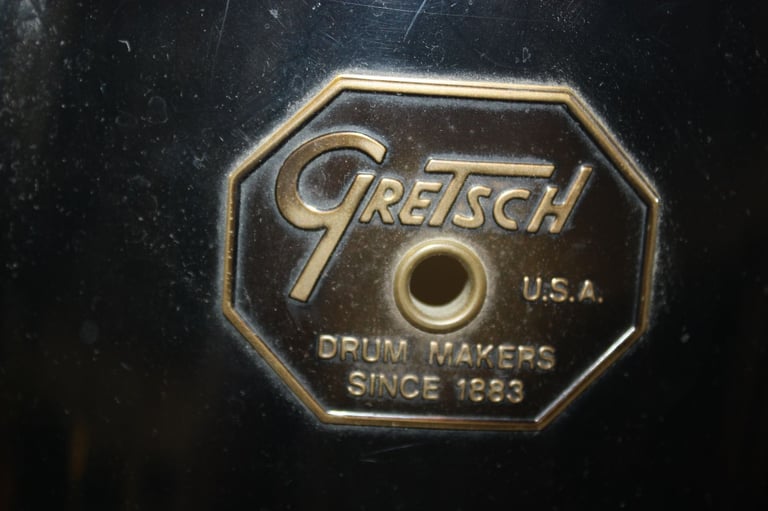 GRETSCH
U.S.A.
DRUM MAKERS
SINCE 1883